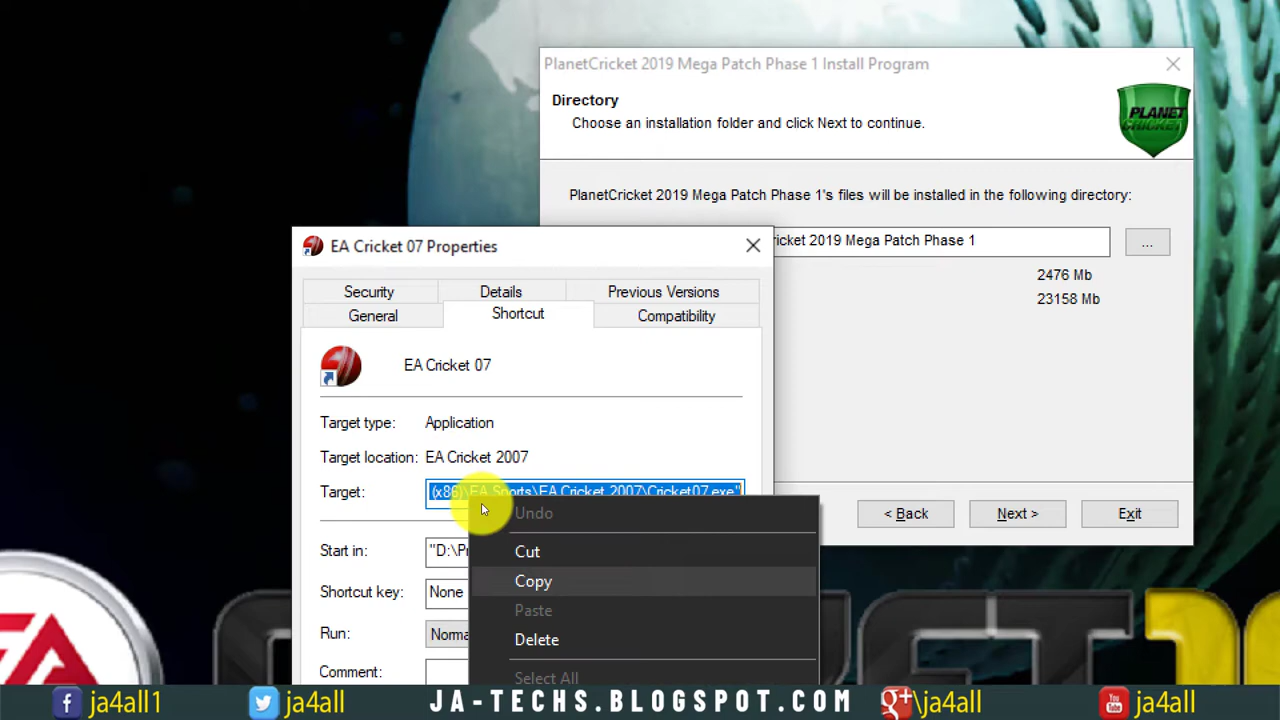 PlanetCricket 2019 Mega Patch Phase 1 Install Program
Directory
Choose an installation folder and click Next to continue.
PLANET
CRICKET
PlanetCricket 2019 Mega Patch Phase 1's files will be installed in the following directory:
ricket 2019 Mega Patch Phase 1
...
2476 Mb
23158 Mb
< Back
Next >
Exit
EA Cricket 07 Properties
Security
Details
Previous Versions
General
Shortcut
Compatibility
EA Cricket 07
Target type:
Application
Target location:
EA Cricket 2007
Target:
(x86)\EA Sports\EA Cricket 2007\Cricket07.exe"
Start in:
"D:\Pr
Shortcut key:
None
Run:
Norma
Comment:
Undo
Cut
Copy
Paste
Delete
Select All
ja4all1
ja4all
JA-TECHS.BLOGSPOT.COM
g+
\ja4all
You
Tube
ja4all